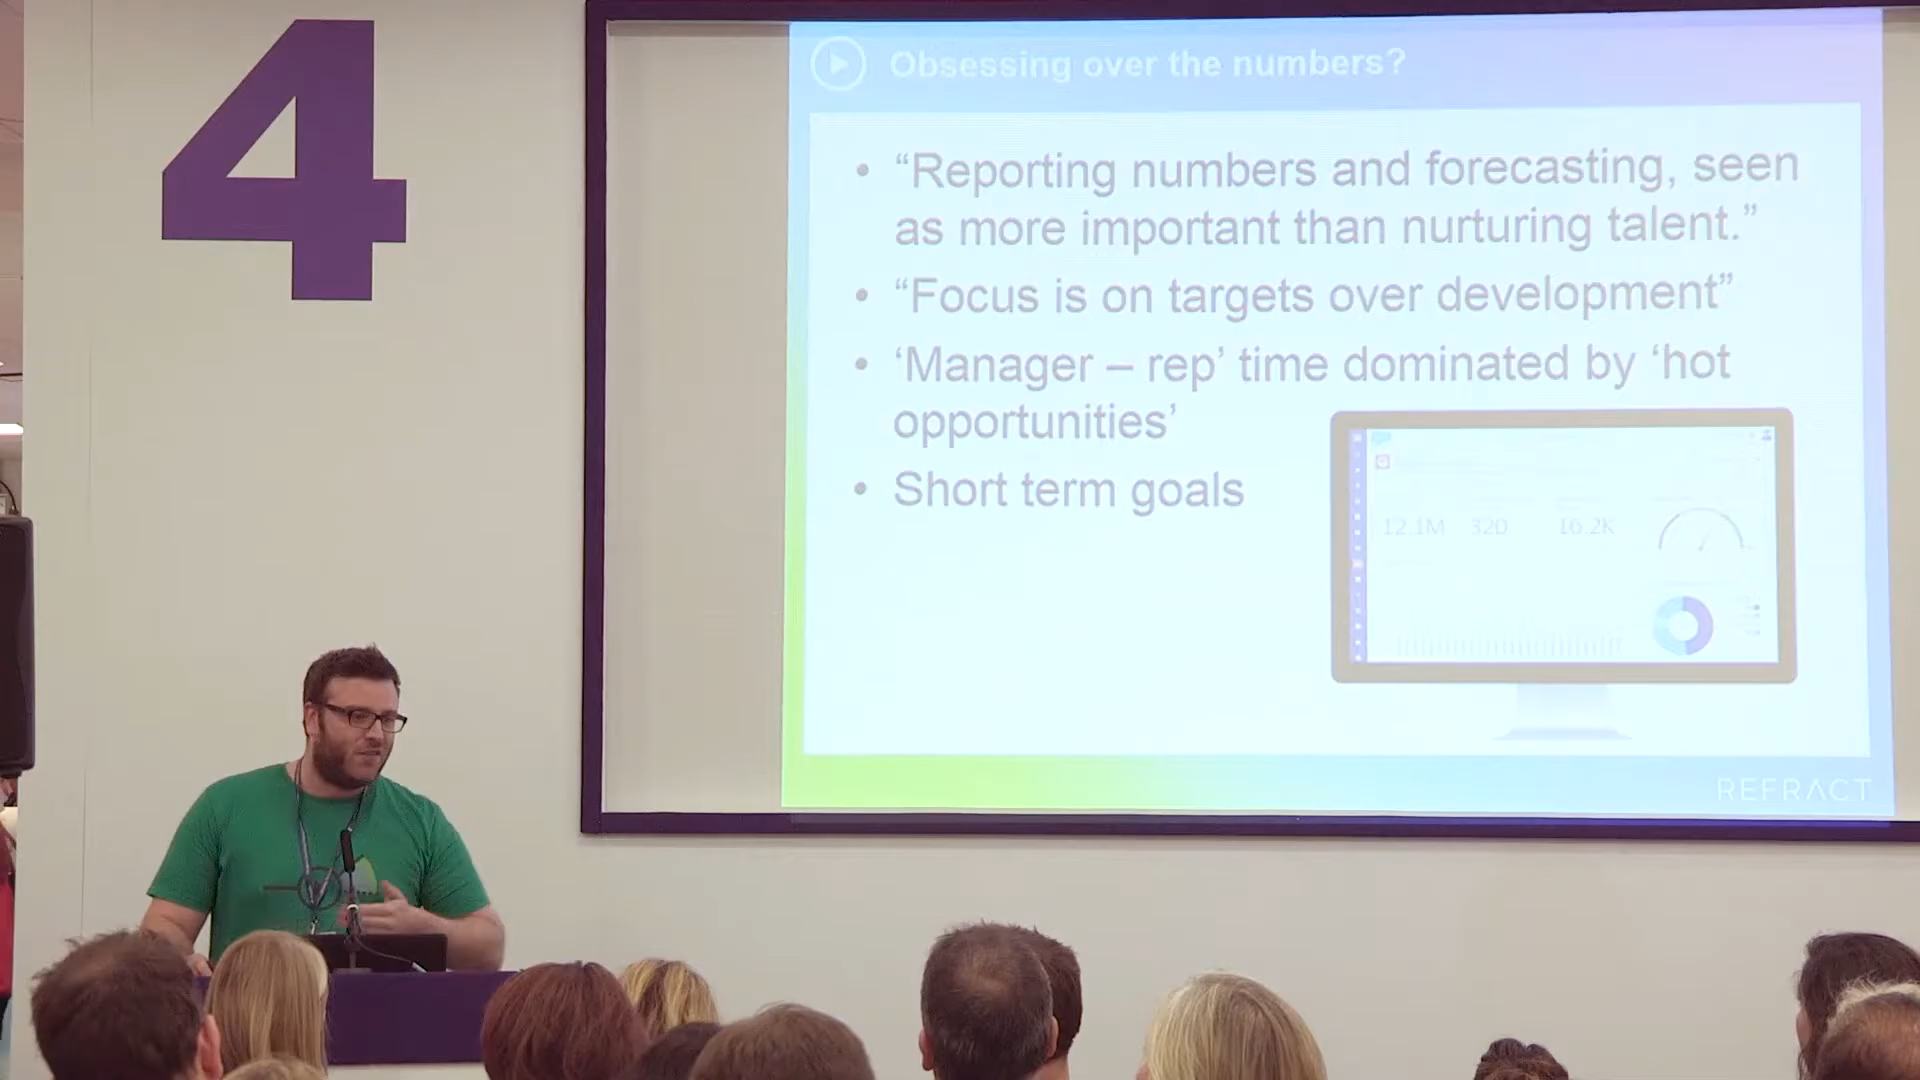 4
Obsessing over the numbers?
• “Reporting numbers and forecasting, seen
as more important than nurturing talent.”
• “Focus is on targets over development”
• ‘Manager – rep’ time dominated by ‘hot
opportunities’
• Short term goals
12.1M 320 16.2K
REFRACT